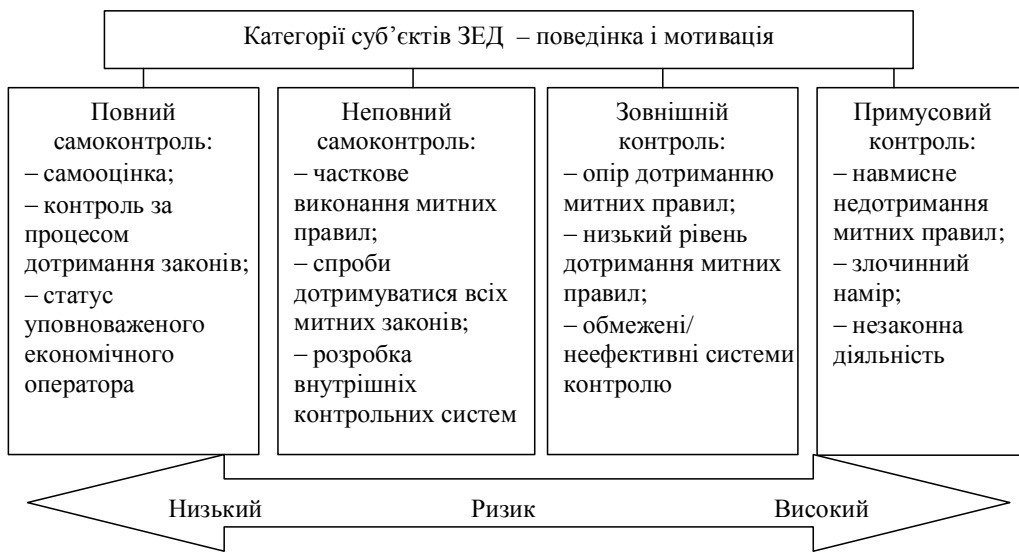 Категорії суб’єктів ЗЕД – поведінка і мотивація
Повний
самоконтроль:
– самооцінка;
– контроль за
процесом
дотримання законів;
– статус
уповноваженого
економічного
оператора
Неповний
самоконтроль:
– часткове
виконання митних
правил;
– спроби
дотримуватися всіх
митних законів;
– розробка
внутрішніх
контрольних систем
Зовнішній
контроль:
– опір дотриманню
митних правил;
– низький рівень
дотримання митних
правил;
– обмежені/
неефективні системи
контролю
Примусовий
контроль:
– навмисне
недотримання
митних правил;
– злочинний
намір;
– незаконна
діяльність
Низький Ризик Високий